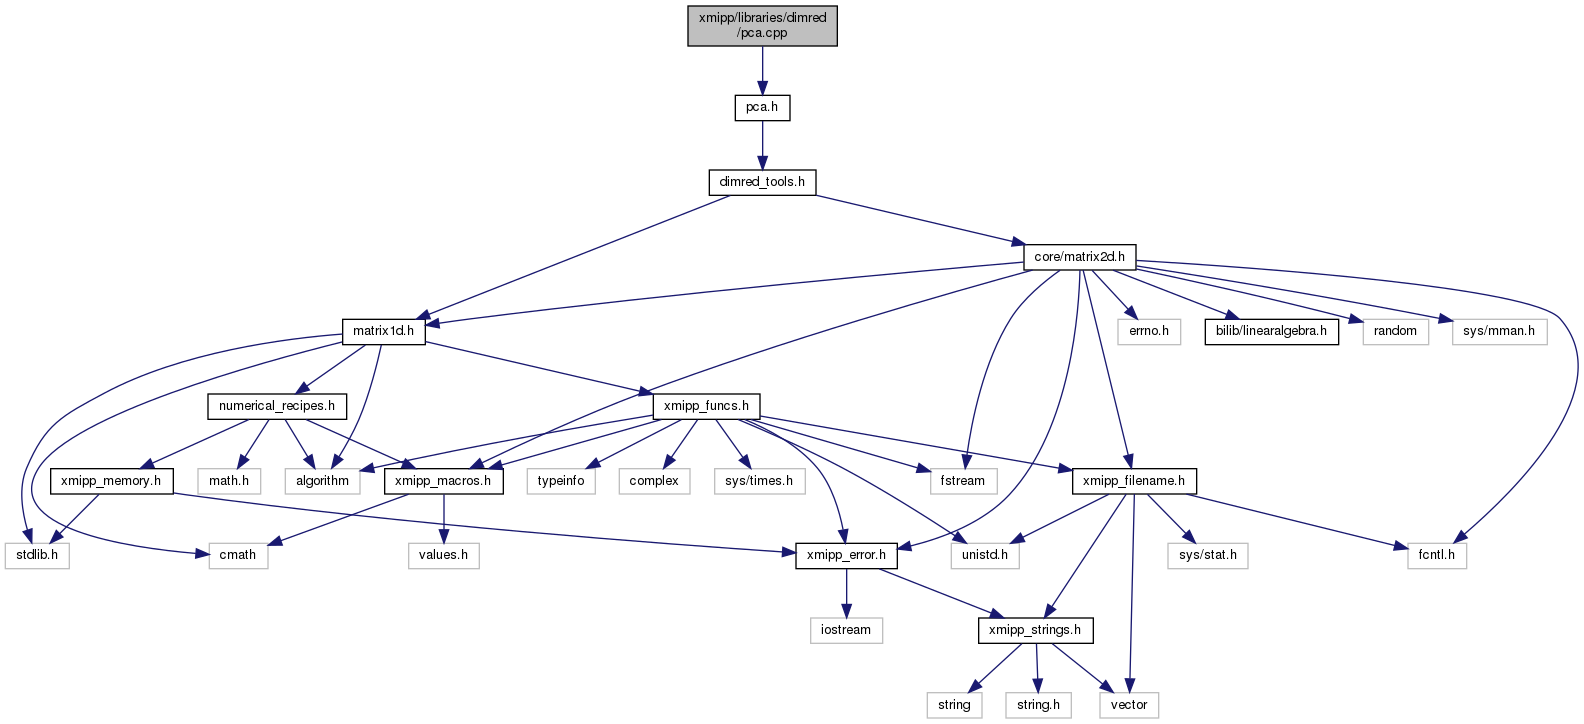 xmipp/libraries/dimred
/pca.cpp
pca.h
dimred_tools.h
core/matrix2d.h
matrix1d.h
errno.h
bilib/linearalgebra.h
random
sys/mman.h
numerical_recipes.h
xmipp_funcs.h
xmipp_memory.h
math.h
algorithm
xmipp_macros.h
typeinfo
complex
sys/times.h
fstream
xmipp_filename.h
stdlib.h
cmath
values.h
xmipp_error.h
unistd.h
sys/stat.h
fcntl.h
iostream
xmipp_strings.h
string
string.h
vector